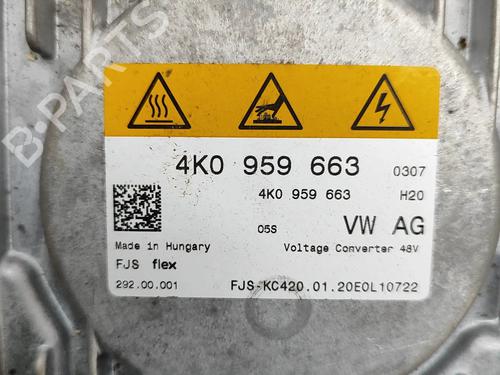 B-PARTS
4K0 959 663 0307
4K0 959 663 H20
05S VW AG
Made in Hungary Voltage Converter 48V
FJS flex
292.00.001 FJS-KC420.01.20E0L10722